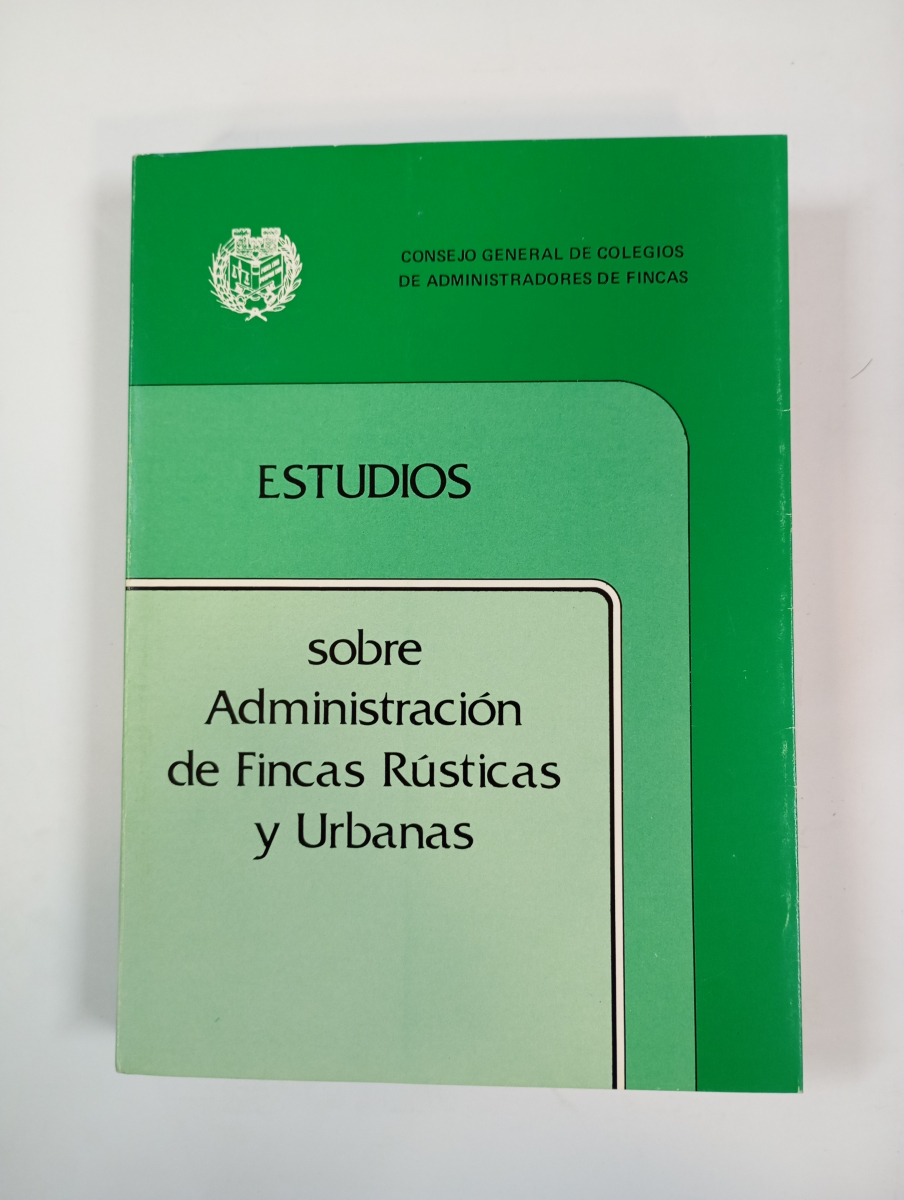 CONSEJO GENERAL DE COLEGIOS
DE ADMINISTRADORES DE FINCAS
ESTUDIOS
sobre
Administración
de Fincas Rústicas
y Urbanas